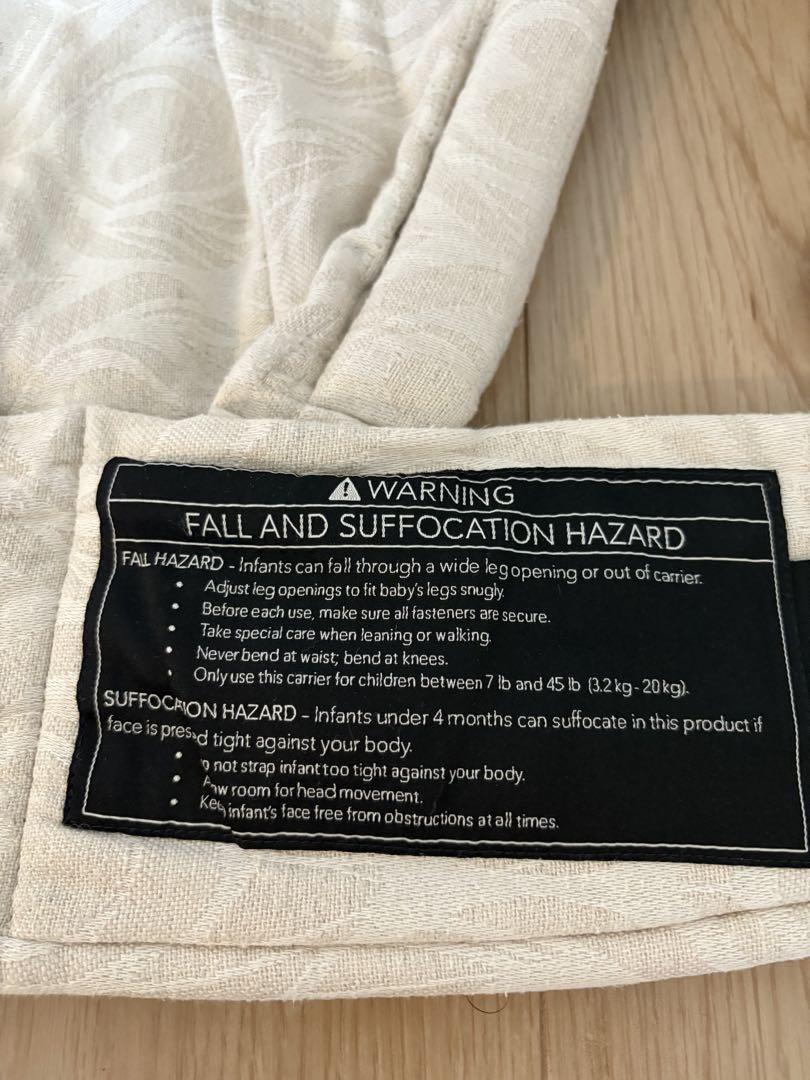 WARNING
FALL AND SUFFOCATION HAZARD
FALL HAZARD - Infants can fall through a wide leg opening or out of carrier.
• Adjust leg openings to fit baby's legs snugly.
• Before each use, make sure all fasteners are secure.
• Take special care when leaning or walking.
• Never bend at waist; bend at knees.
• Only use this carrier for children between 7 lb and 45 lb (3.2 kg - 20 kg).
SUFFOCATION HAZARD - Infants under 4 months can suffocate in this product if
face is pressed tight against your body.
• not strap infant too tight against your body.
• room for head movement.
• Keep infant's face free from obstructions at all times.